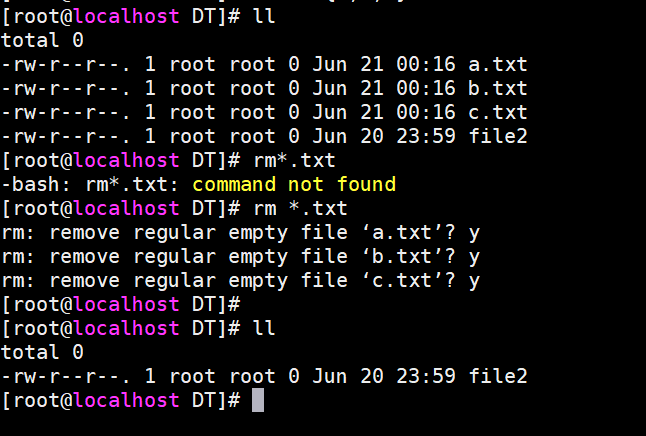 [root@localhost DT]# ll
total 0
-rw-r--r--. 1 root root 0 Jun 21 00:16 a.txt
-rw-r--r--. 1 root root 0 Jun 21 00:16 b.txt
-rw-r--r--. 1 root root 0 Jun 21 00:16 c.txt
-rw-r--r--. 1 root root 0 Jun 20 23:59 file2
[root@localhost DT]# rm*.txt
-bash: rm*.txt: command not found
[root@localhost DT]# rm *.txt
rm: remove regular empty file ‘a.txt’? y
rm: remove regular empty file ‘b.txt’? y
rm: remove regular empty file ‘c.txt’? y
[root@localhost DT]#
[root@localhost DT]# ll
total 0
-rw-r--r--. 1 root root 0 Jun 20 23:59 file2
[root@localhost DT]#